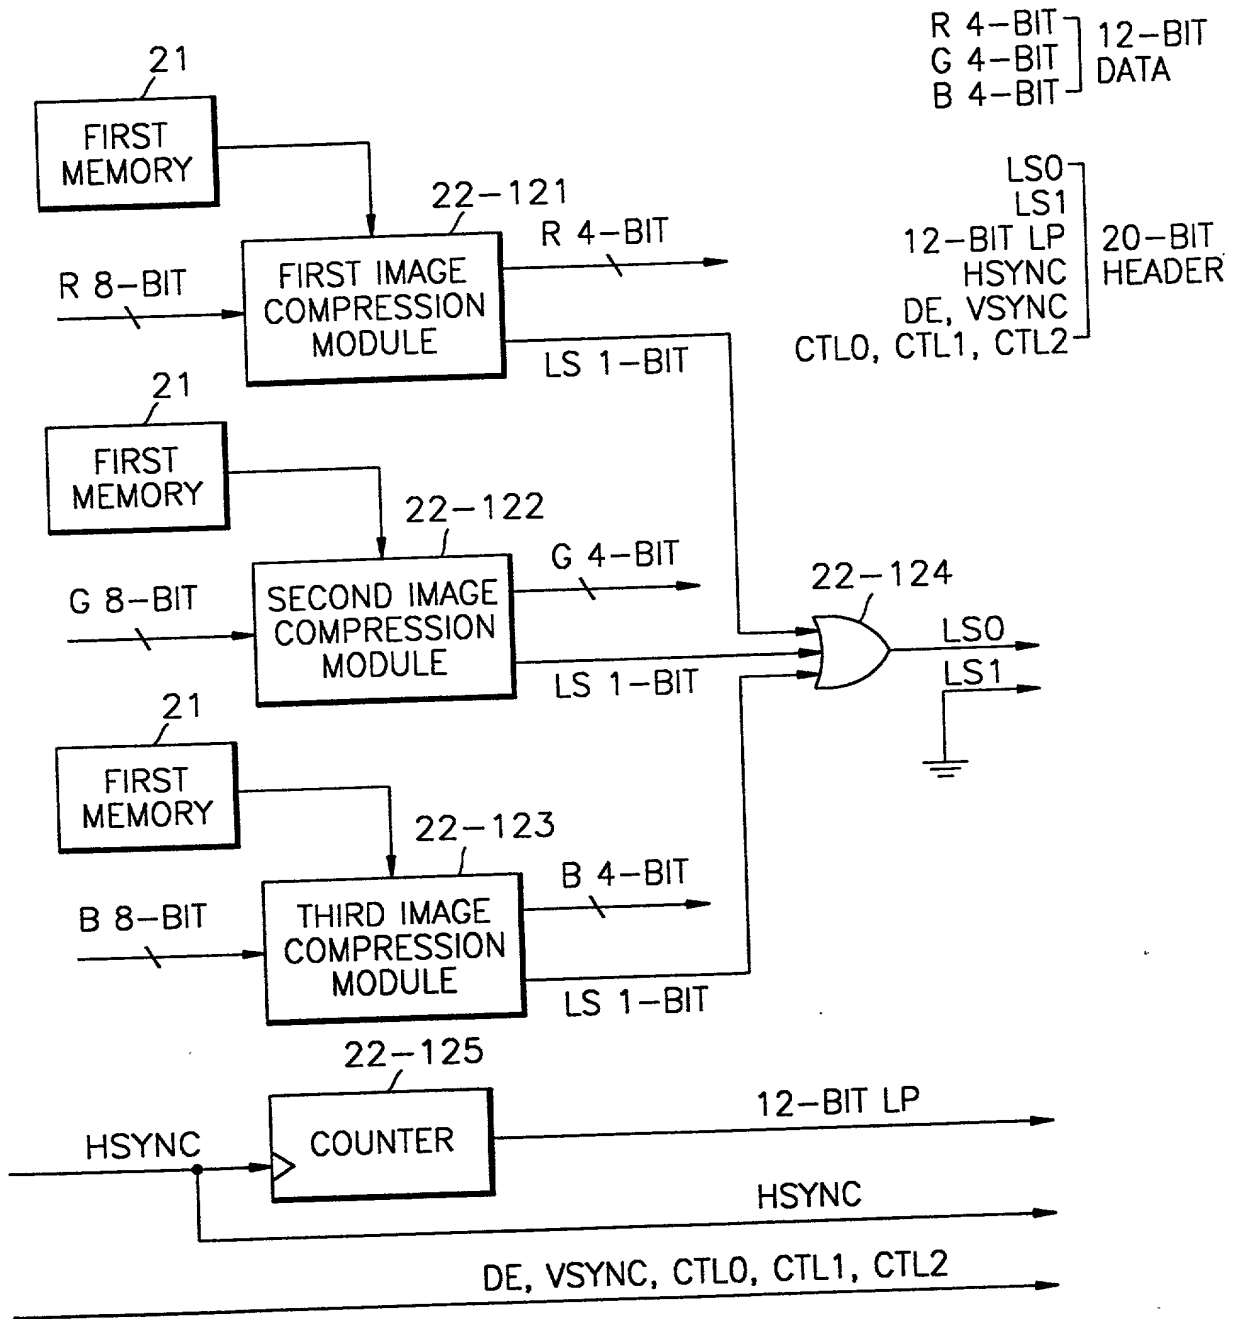 R 4-BIT
G 4-BIT
B 4-BIT
12-BIT
DATA
LS0
LS1
12-BIT LP
HSYNC
DE, VSYNC
CTL0, CTL1, CTL2
20-BIT
HEADER
21
FIRST
MEMORY
22-121
R 8-BIT
FIRST IMAGE
COMPRESSION
MODULE
R 4-BIT
LS 1-BIT
21
FIRST
MEMORY
22-122
G 8-BIT
SECOND IMAGE
COMPRESSION
MODULE
G 4-BIT
LS 1-BIT
22-124
LS0
LS1
21
FIRST
MEMORY
22-123
B 8-BIT
THIRD IMAGE
COMPRESSION
MODULE
B 4-BIT
LS 1-BIT
22-125
HSYNC
COUNTER
12-BIT LP
HSYNC
DE, VSYNC, CTL0, CTL1, CTL2